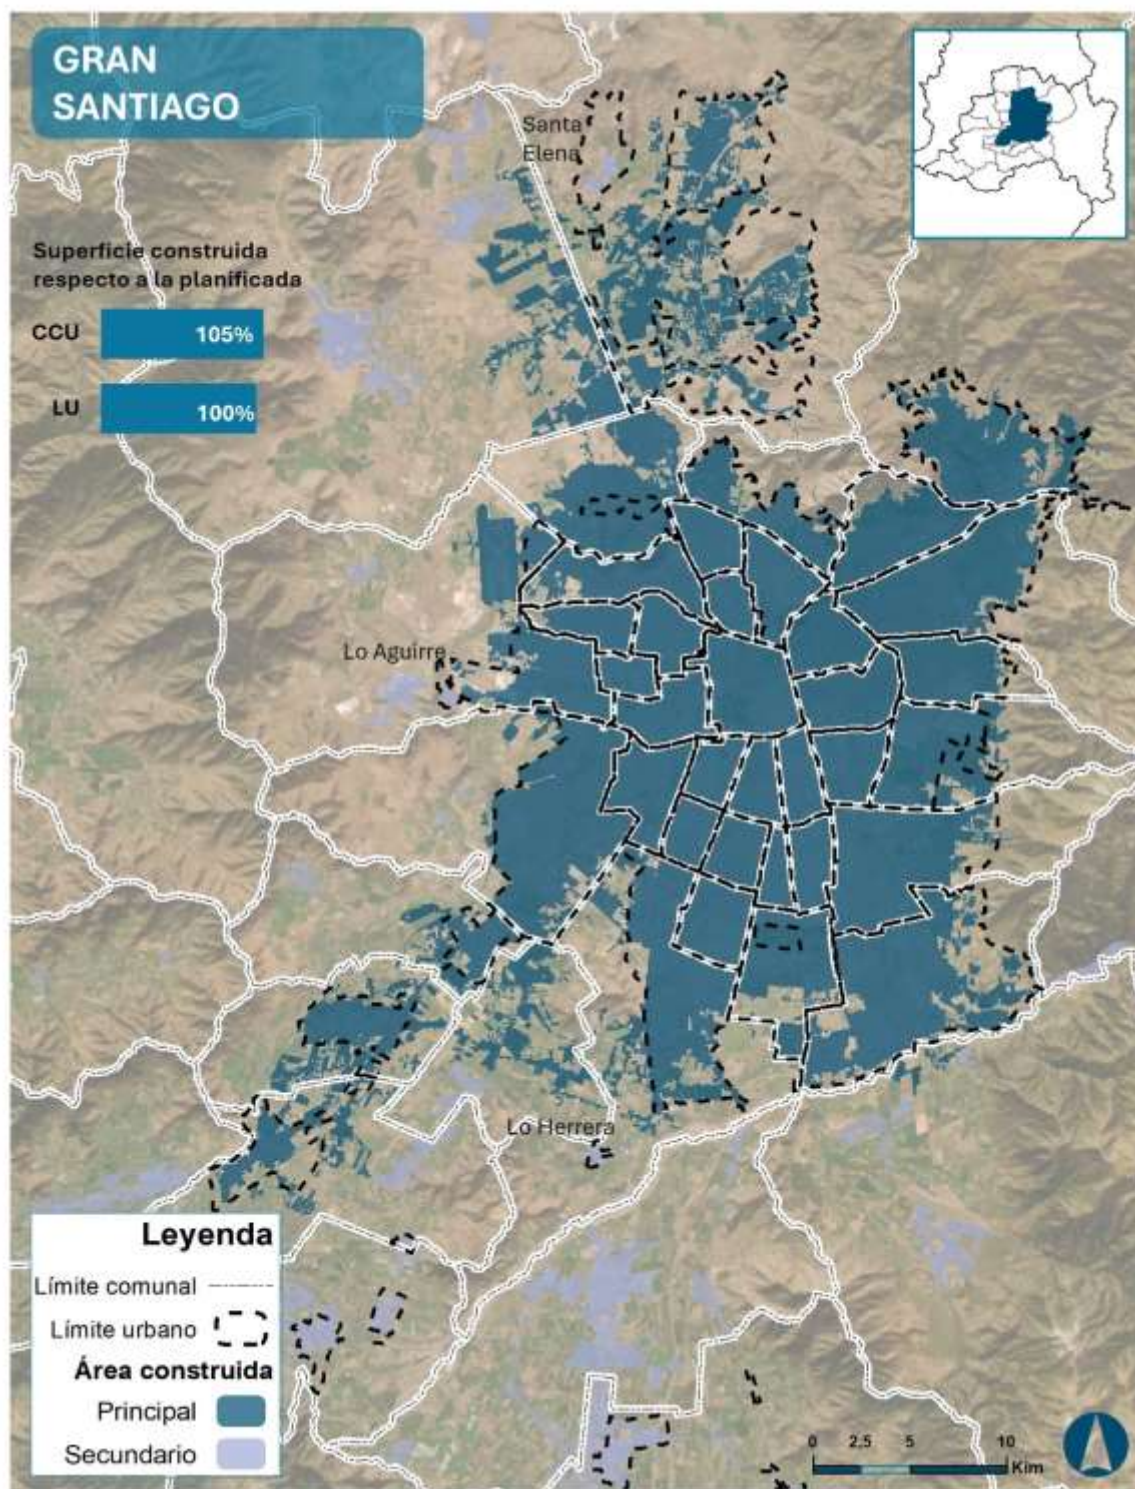 GRAN
SANTIAGO
Santa
Elena
Superficie construida
respecto a la planificada
CCU 105%
LU 100%
Lo Aguirre
Lo Herrera
Leyenda
Límite comunal
Límite urbano
Área construida
Principal
Secundario
0 2,5 5 10
Kim